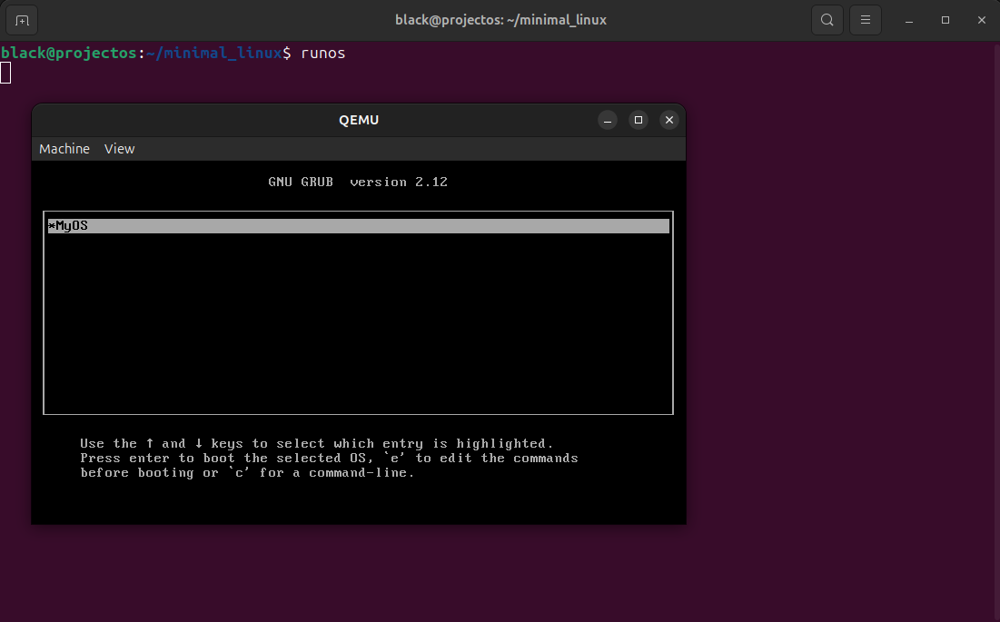 black@projectos: ~/minimal_linux
black@projectos:~/minimal_linux$ runos
QEMU
Machine View
GNU GRUB version 2.12
*MyOS
Use the ↑ and ↓ keys to select which entry is highlighted.
Press enter to boot the selected OS, `e' to edit the commands
before booting or `c' for a command-line.